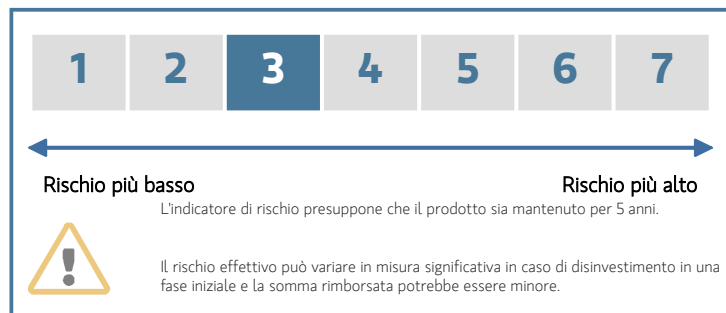 1 2 3 4 5 6 7
Rischio più basso Rischio più alto
L'indicatore di rischio presuppone che il prodotto sia mantenuto per 5 anni.
!
Il rischio effettivo può variare in misura significativa in caso di disinvestimento in una
fase iniziale e la somma rimborsata potrebbe essere minore.